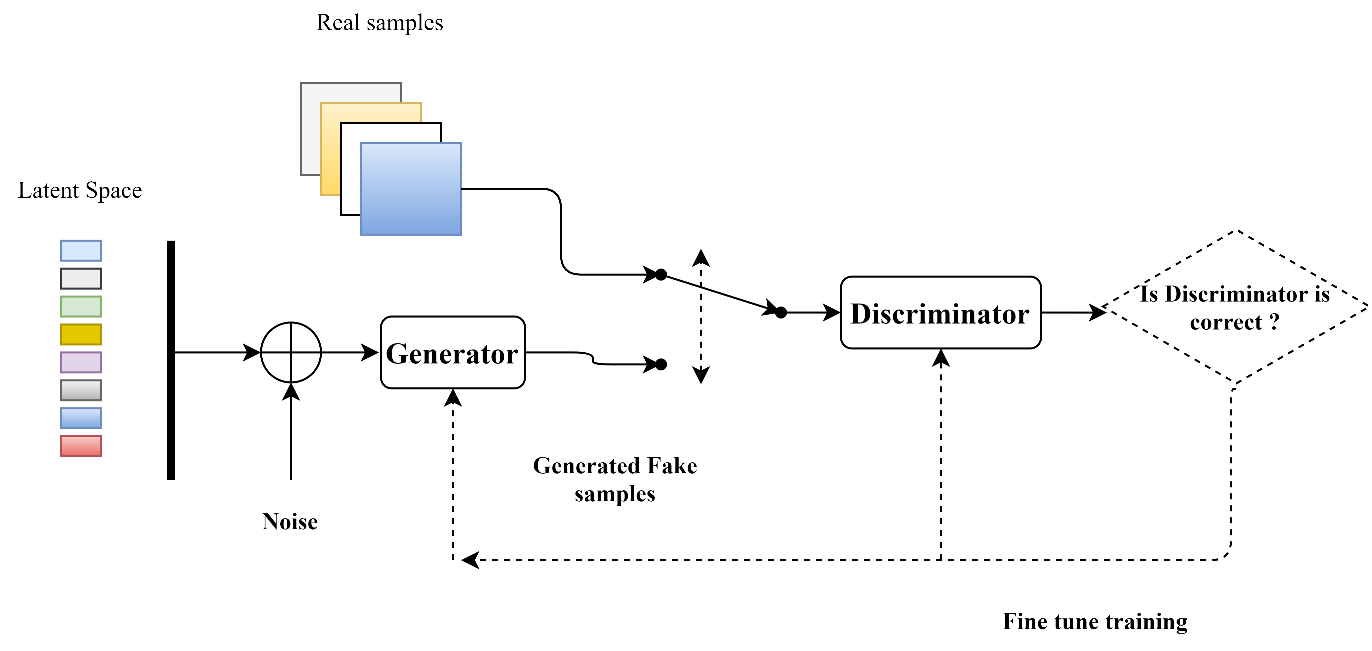 Real samples
Latent Space
Is Discriminator is
correct ?
Discriminator
Generator
Generated Fake
samples
Noise
Fine tune training